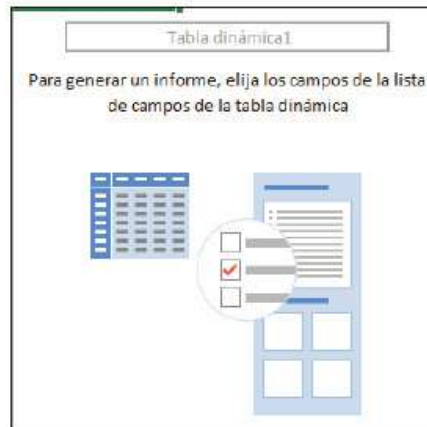 Tabla dinámica1
Para generar un informe, elija los campos de la lista
de campos de la tabla dinámica